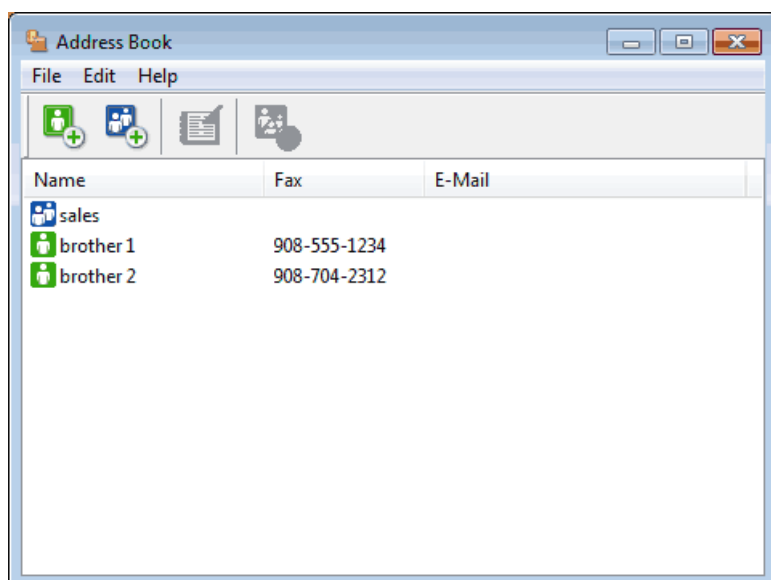 Address Book
File Edit Help
Name Fax E-Mail
sales
brother 1 908-555-1234
brother 2 908-704-2312